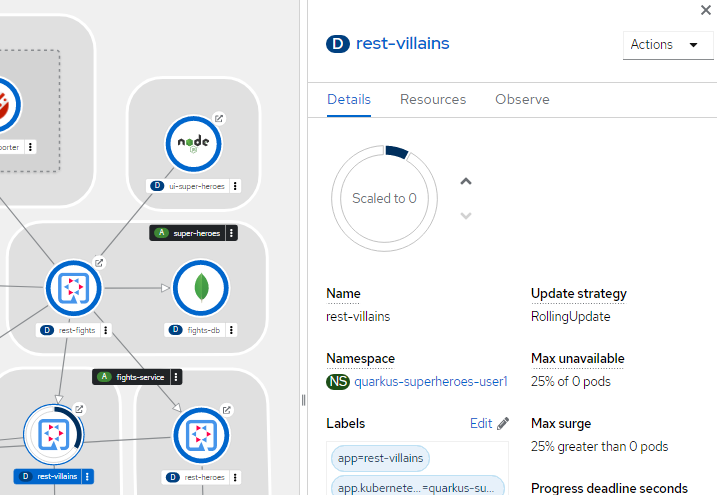 orter
node
JS
D ui-super-heroes
A super-heroes
D rest-fights
D fights-db
A fights-service
D rest-villains
D rest-heroes
D rest-villains
Actions
Details Resources Observe
Scaled to 0
Name
rest-villains
Update strategy
RollingUpdate
Namespace
NS quarkus-superheroes-user1
Max unavailable
25% of 0 pods
Labels Edit
app=rest-villains
app.kubernete...=quarkus-su...
Max surge
25% greater than 0 pods
Progress deadline seconds